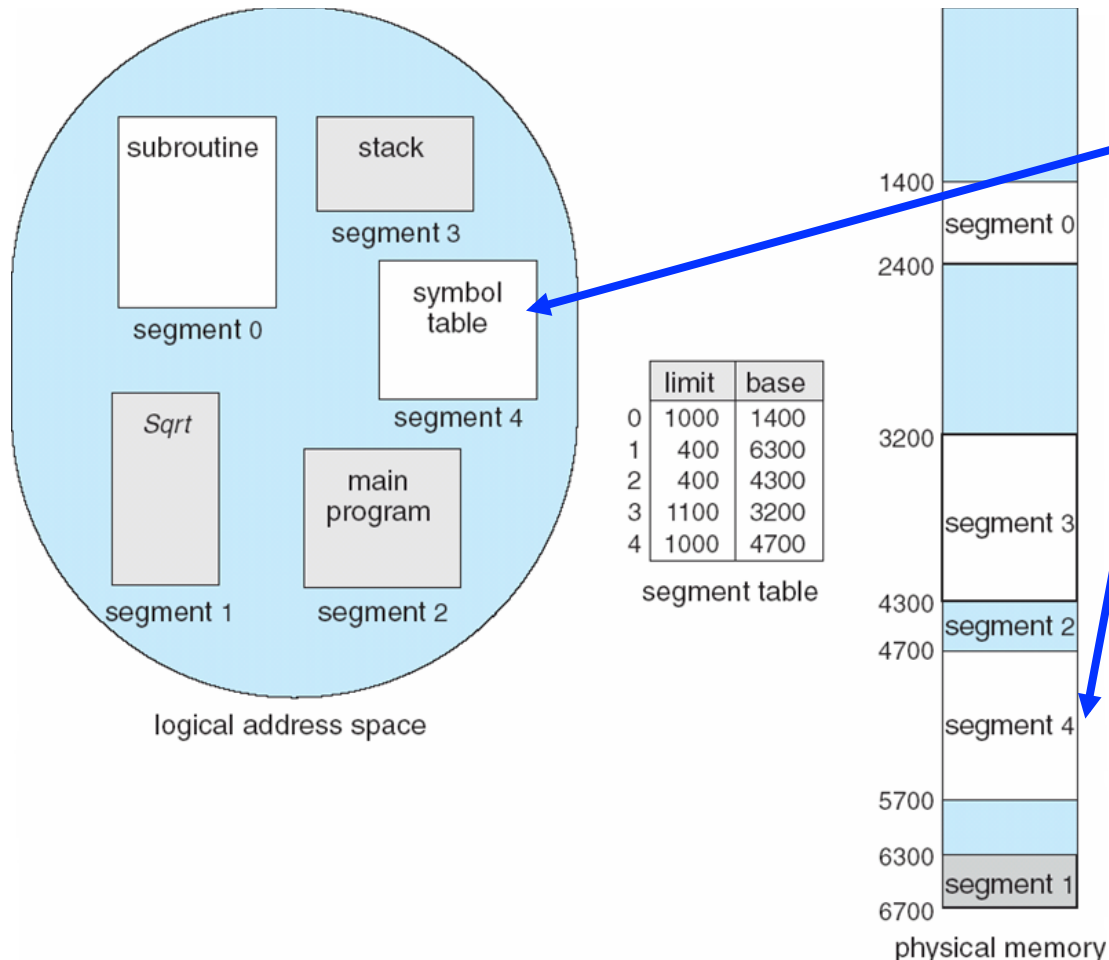 subroutine
segment 0
stack
segment 3
symbol
table
segment 4
Sqrt
segment 1
main
program
segment 2
logical address space
limit base
0 1000 1400
1 400 6300
2 400 4300
3 1100 3200
4 1000 4700
segment table
1400
segment 0
2400
3200
segment 3
4300
segment 2
4700
segment 4
5700
6300
segment 1
6700
physical memory